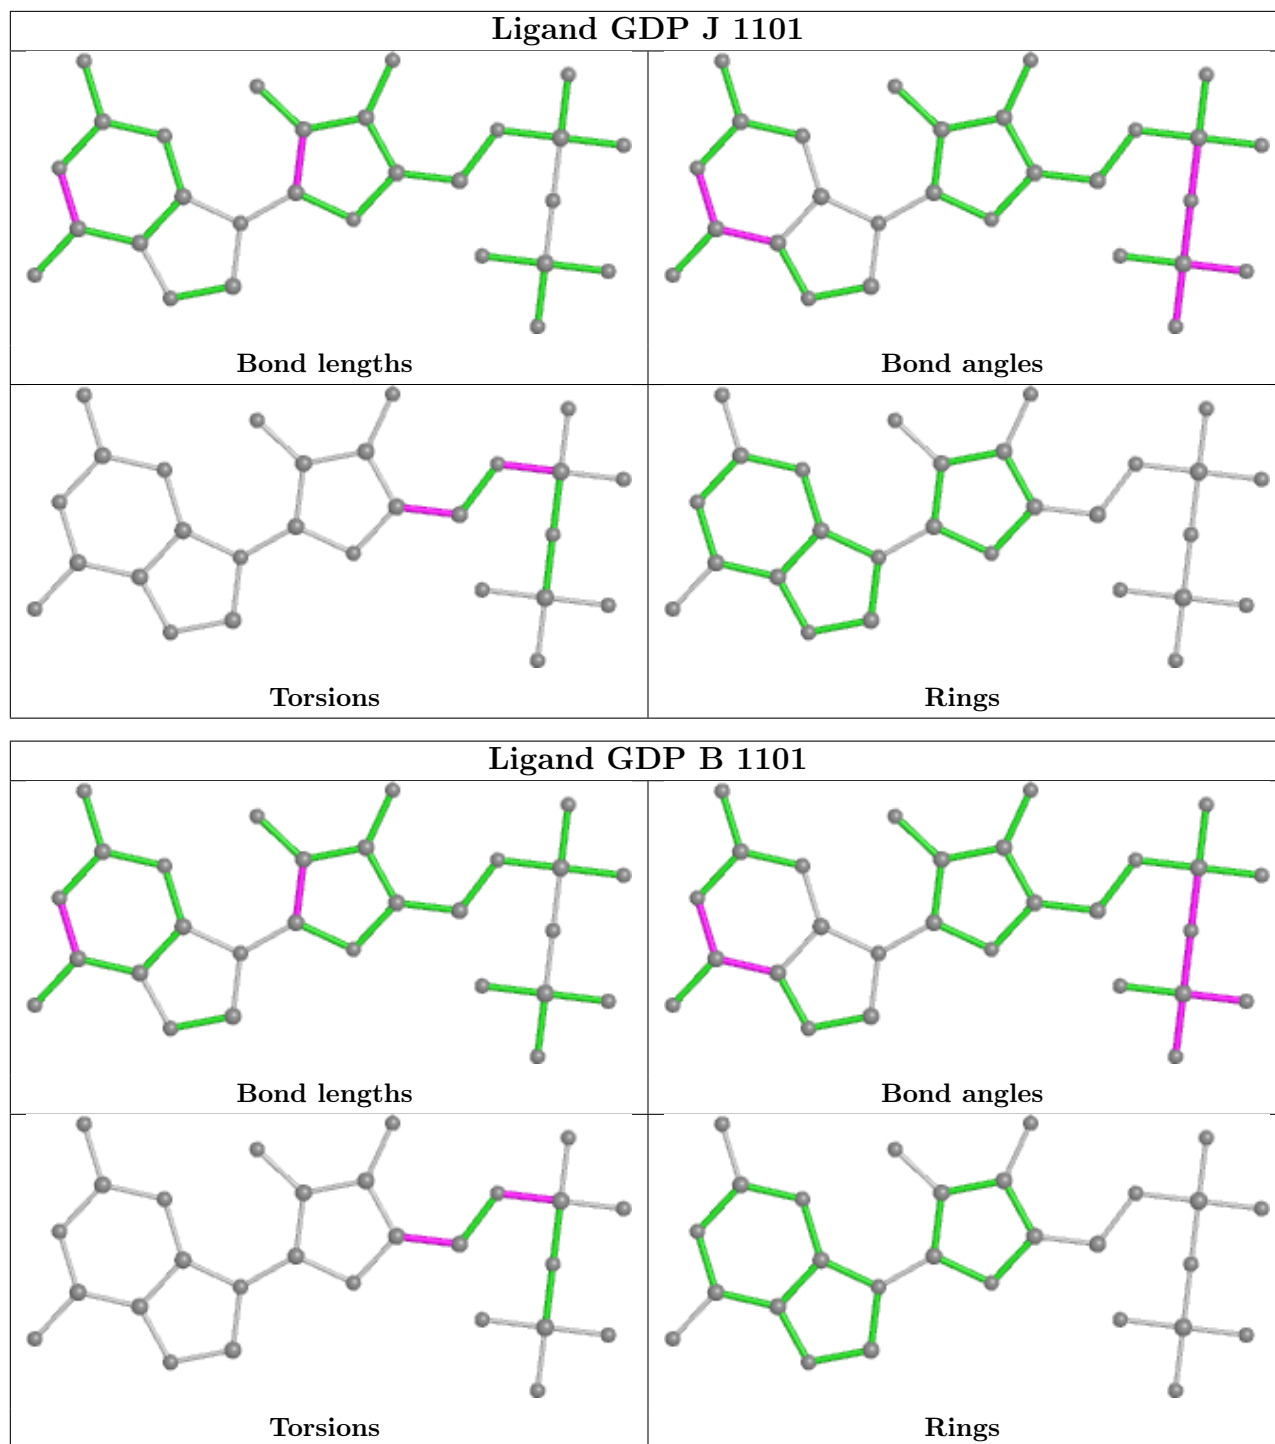 Ligand GDP J 1101
Bond lengths
Bond angles
Torsions
Rings
Ligand GDP B 1101
Bond lengths
Bond angles
Torsions
Rings